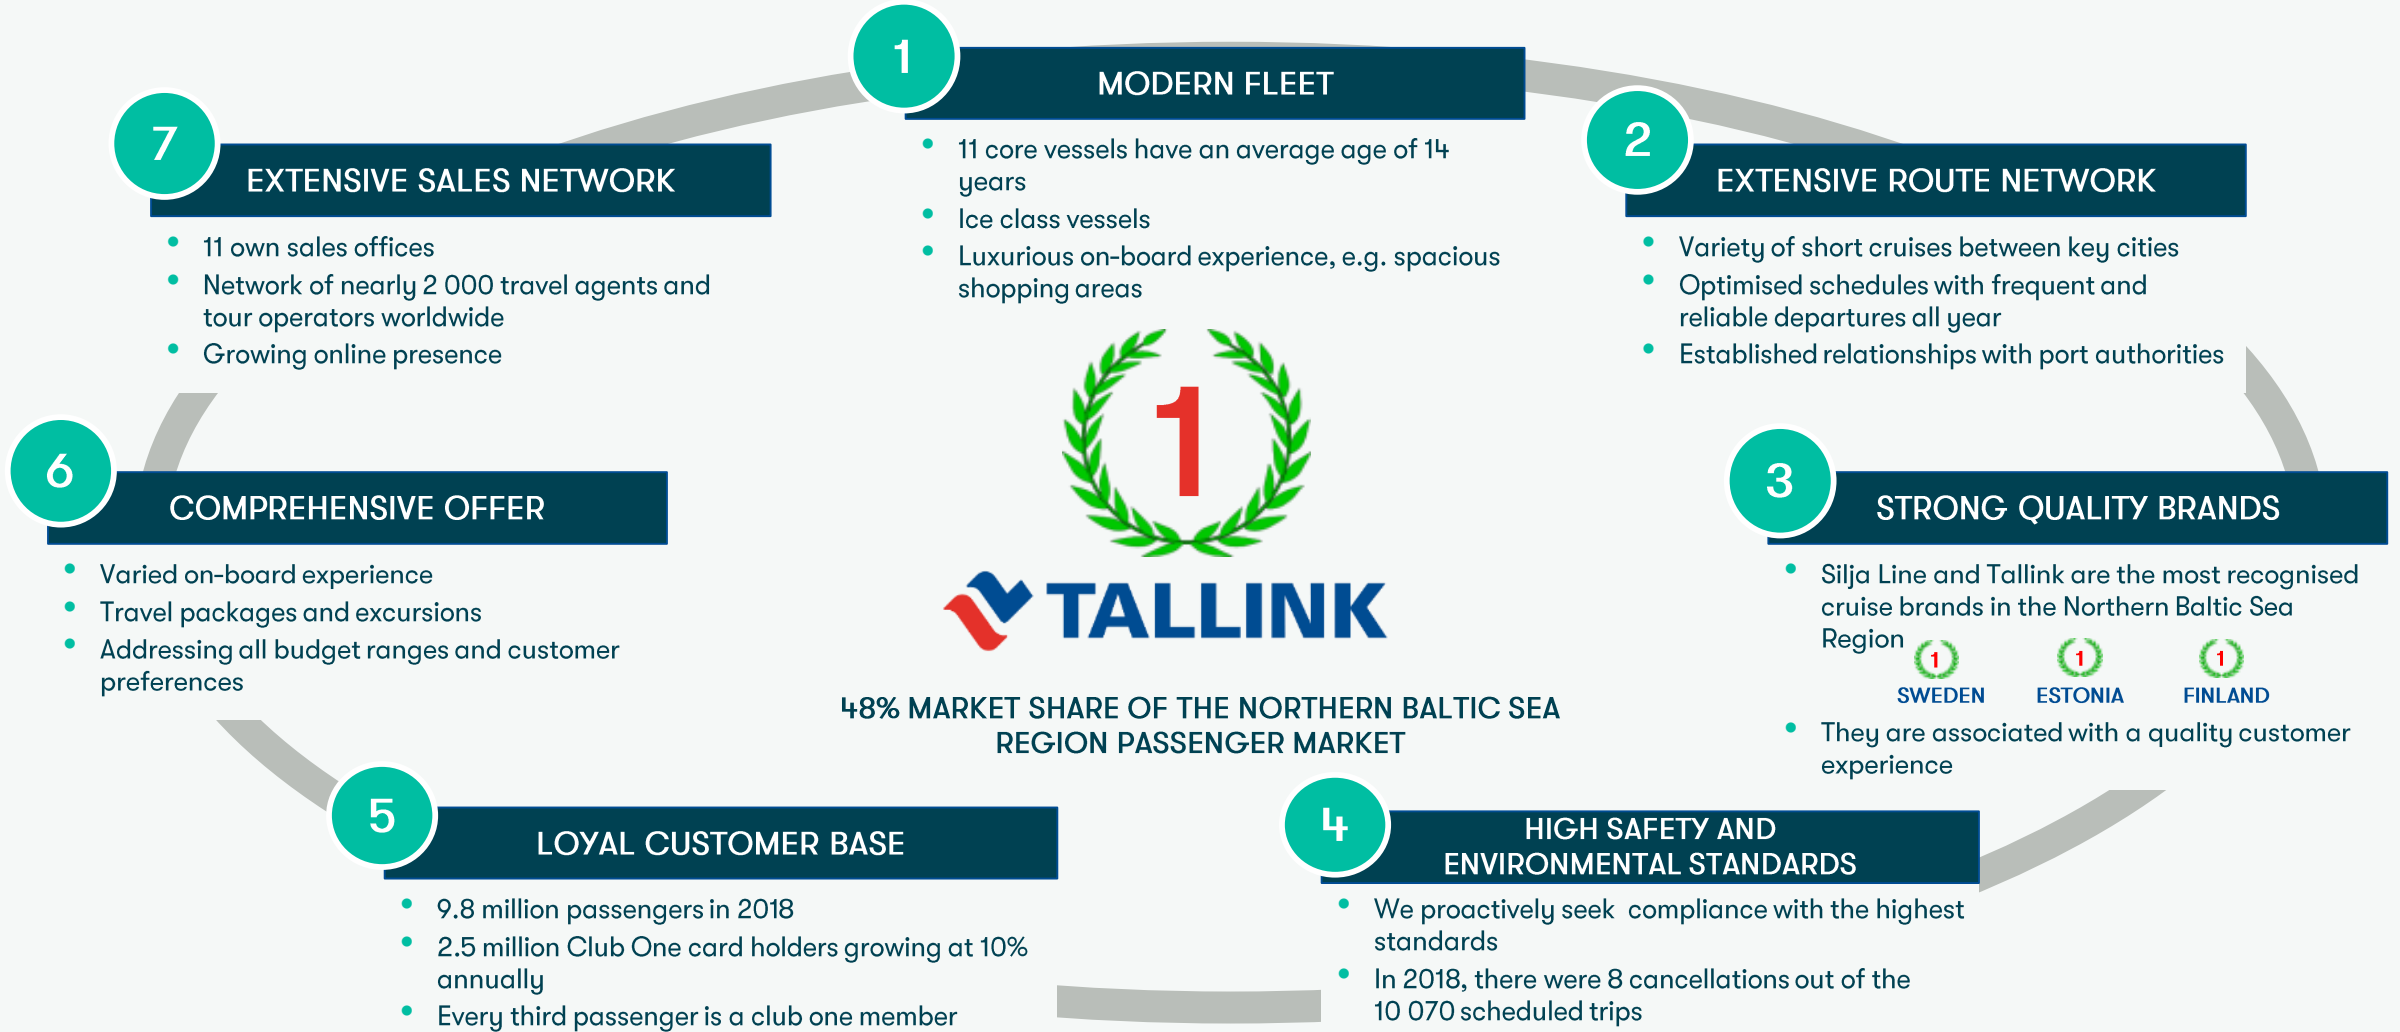 1
MODERN FLEET
• 11 core vessels have an average age of 14
years
• Ice class vessels
• Luxurious on-board experience, e.g. spacious
shopping areas
2
EXTENSIVE ROUTE NETWORK
• Variety of short cruises between key cities
• Optimised schedules with frequent and
reliable departures all year
• Established relationships with port authorities
3
STRONG QUALITY BRANDS
• Silja Line and Tallink are the most recognised
cruise brands in the Northern Baltic Sea
Region
1 1 1
SWEDEN ESTONIA FINLAND
• They are associated with a quality customer
experience
4
HIGH SAFETY AND
ENVIRONMENTAL STANDARDS
• We proactively seek  compliance with the highest
standards
• In 2018, there were 8 cancellations out of the
10 070 scheduled trips
5
LOYAL CUSTOMER BASE
• 9.8 million passengers in 2018
• 2.5 million Club One card holders growing at 10%
annually
• Every third passenger is a club one member
6
COMPREHENSIVE OFFER
• Varied on-board experience
• Travel packages and excursions
• Addressing all budget ranges and customer
preferences
7
EXTENSIVE SALES NETWORK
• 11 own sales offices
• Network of nearly 2 000 travel agents and
tour operators worldwide
• Growing online presence
1
TALLINK
48% MARKET SHARE OF THE NORTHERN BALTIC SEA
REGION PASSENGER MARKET